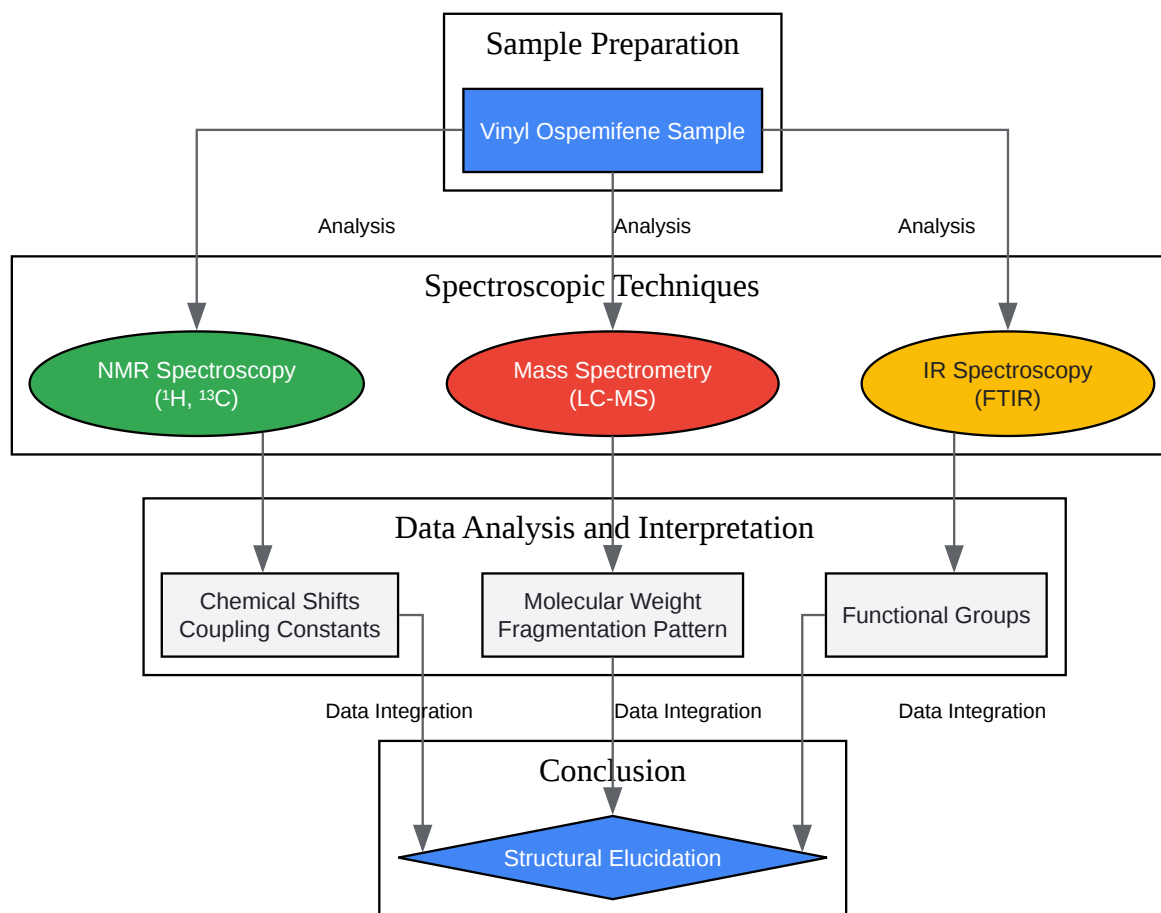 Sample Preparation
Vinyl Ospemifene Sample
Analysis
Analysis
Analysis
Spectroscopic Techniques
NMR Spectroscopy
(¹H, ¹³C)
Mass Spectrometry
(LC-MS)
IR Spectroscopy
(FTIR)
Data Analysis and Interpretation
Chemical Shifts
Coupling Constants
Molecular Weight
Fragmentation Pattern
Functional Groups
Data Integration
Data Integration
Data Integration
Conclusion
Structural Elucidation